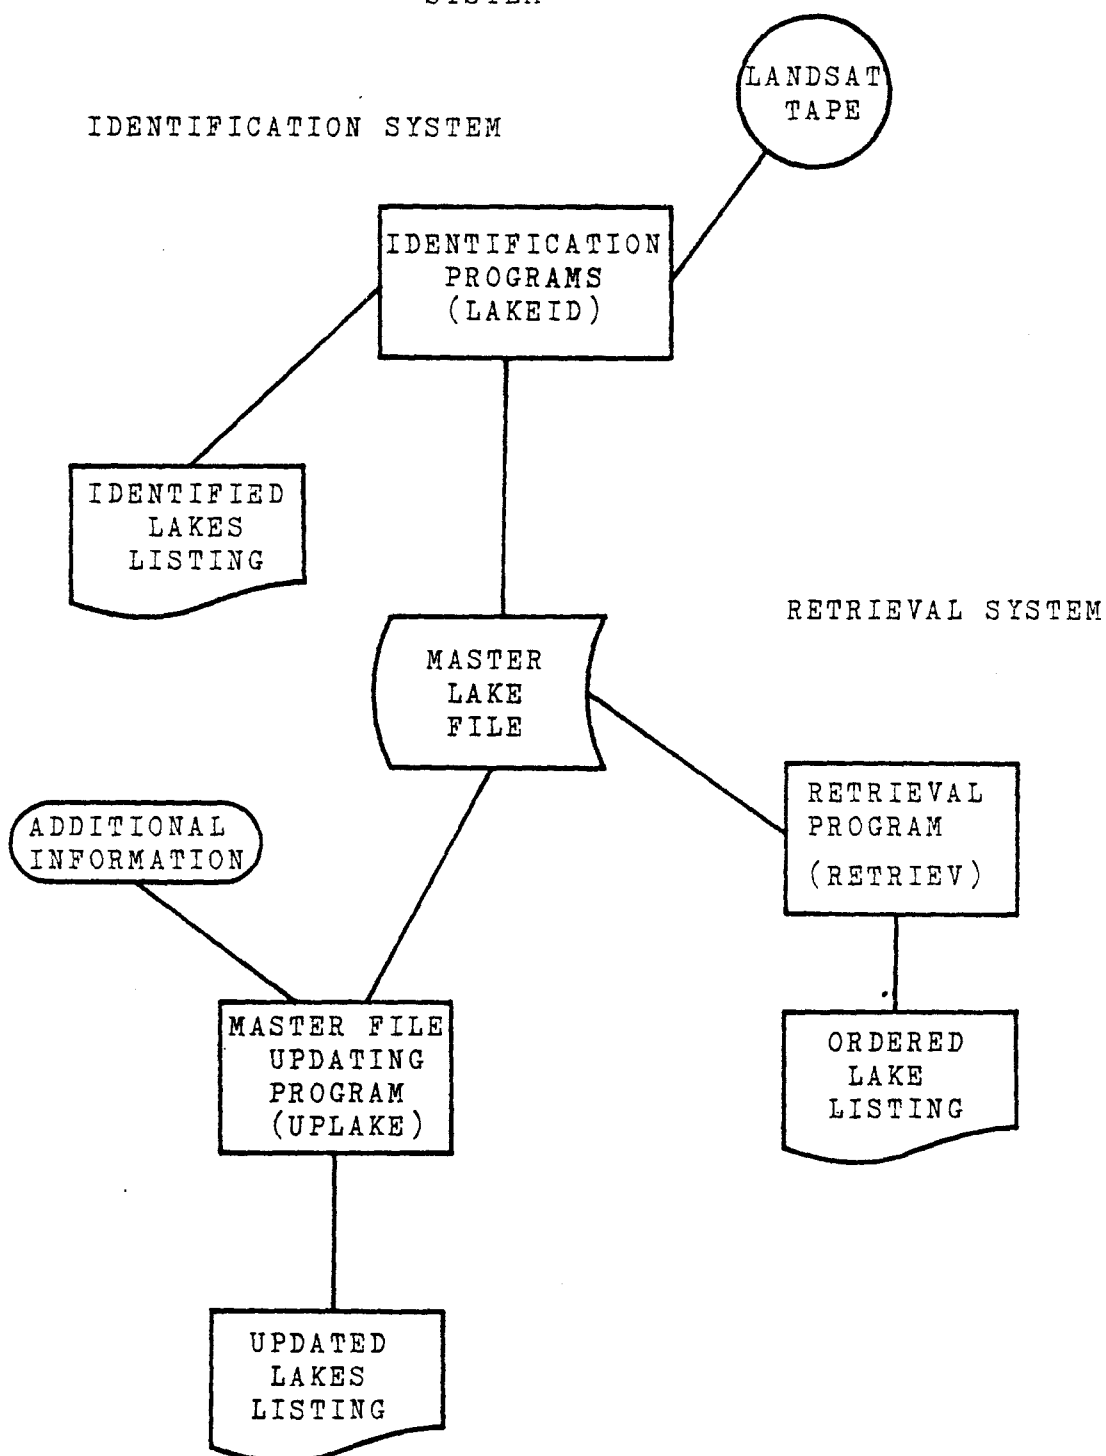 LANDSAT
TAPE
IDENTIFICATION SYSTEM
IDENTIFICATION
PROGRAMS
(LAKEID)
IDENTIFIED
LAKES
LISTING
RETRIEVAL SYSTEM
MASTER
LAKE
FILE
RETRIEVAL
PROGRAM
(RETRIEV)
ADDITIONAL
INFORMATION
MASTER FILE
UPDATING
PROGRAM
(UPLAKE)
ORDERED
LAKE
LISTING
UPDATED
LAKES
LISTING